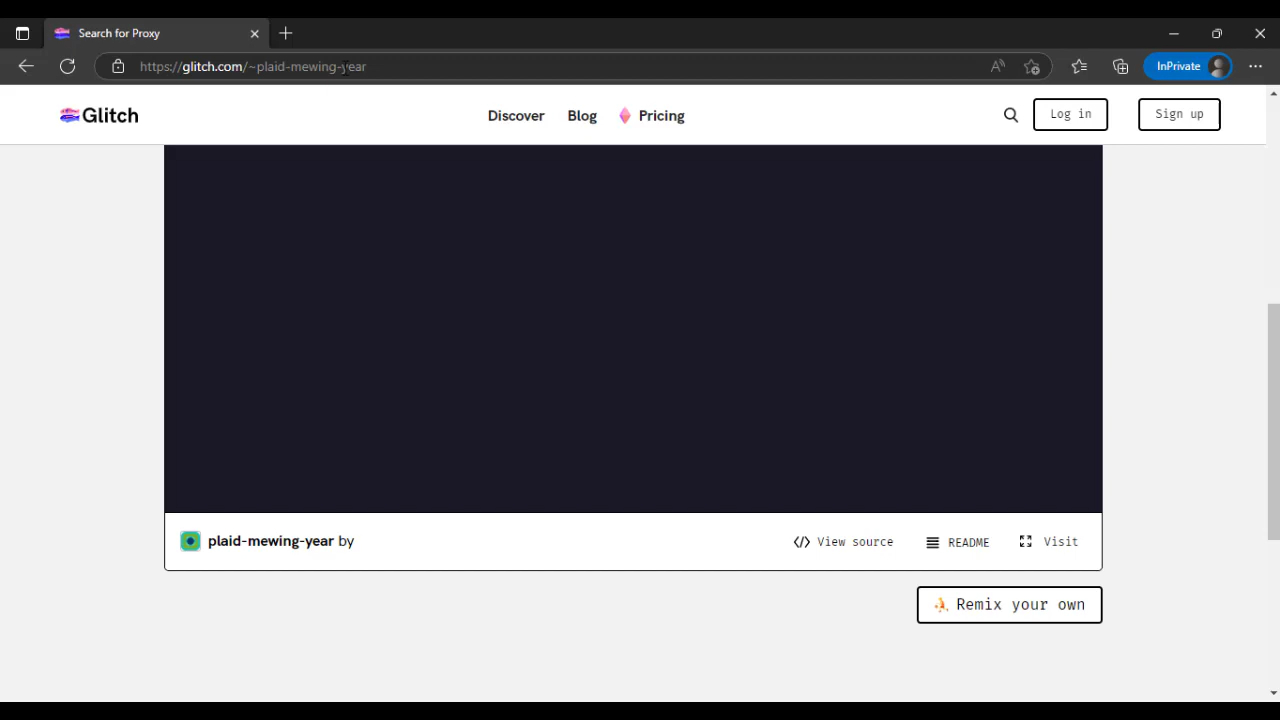 Search for Proxy
https://glitch.com/~plaid-mewing-year
InPrivate
Glitch
Discover
Blog
Pricing
Log in
Sign up
plaid-mewing-year by
View source
README
Visit
Remix your own